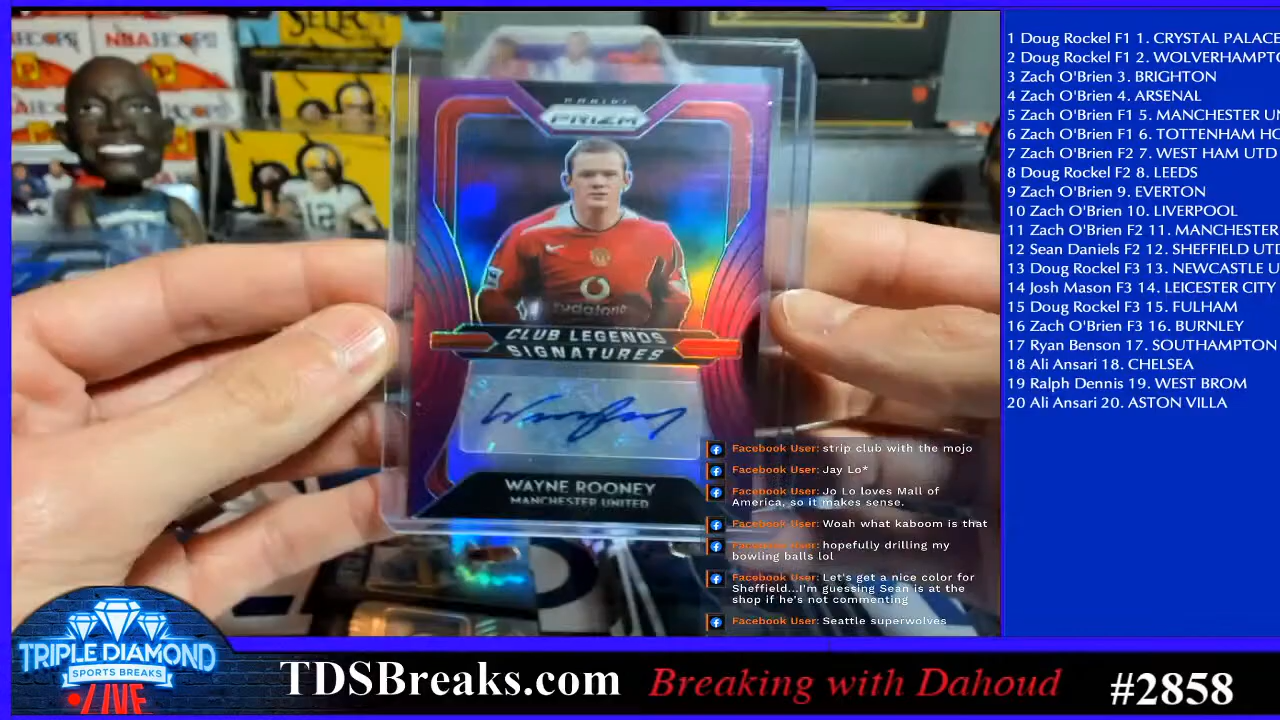 NBA HOOPS
SELECT
12
PANINI
PRIZM
CLUB LEGENDS
SIGNATURES
WAYNE ROONEY
MANCHESTER UNITED
vodafone
1 Doug Rockel F1 1. CRYSTAL PALACE
2 Doug Rockel F1 2. WOLVERHAMPTO
3 Zach O'Brien 3. BRIGHTON
4 Zach O'Brien 4. ARSENAL
5 Zach O'Brien F1 5. MANCHESTER UN
6 Zach O'Brien F1 6. TOTTENHAM HO
7 Zach O'Brien F2 7. WEST HAM UTD
8 Doug Rockel F2 8. LEEDS
9 Zach O'Brien 9. EVERTON
10 Zach O'Brien 10. LIVERPOOL
11 Zach O'Brien F2 11. MANCHESTER
12 Sean Daniels F2 12. SHEFFIELD UTD
13 Doug Rockel F3 13. NEWCASTLE U
14 Josh Mason F3 14. LEICESTER CITY
15 Doug Rockel F3 15. FULHAM
16 Zach O'Brien F3 16. BURNLEY
17 Ryan Benson 17. SOUTHAMPTON
18 Ali Ansari 18. CHELSEA
19 Ralph Dennis 19. WEST BROM
20 Ali Ansari 20. ASTON VILLA
Facebook User: strip club with the mojo
Facebook User: Jay Lo*
Facebook User: Jo Lo loves Mall of
America, so it makes sense.
Facebook User: Woah what kaboom is that
Facebook User: hopefully drilling my
bowling balls lol
Facebook User: Let's get a nice color for
Sheffield...I'm guessing Sean is at the
shop if he's not commenting
Facebook User: Seattle superwolves
TRIPLE DIAMOND
SPORTS BREAKS
LIVE
TDSBreaks.com
Breaking with Dahoud
#2858